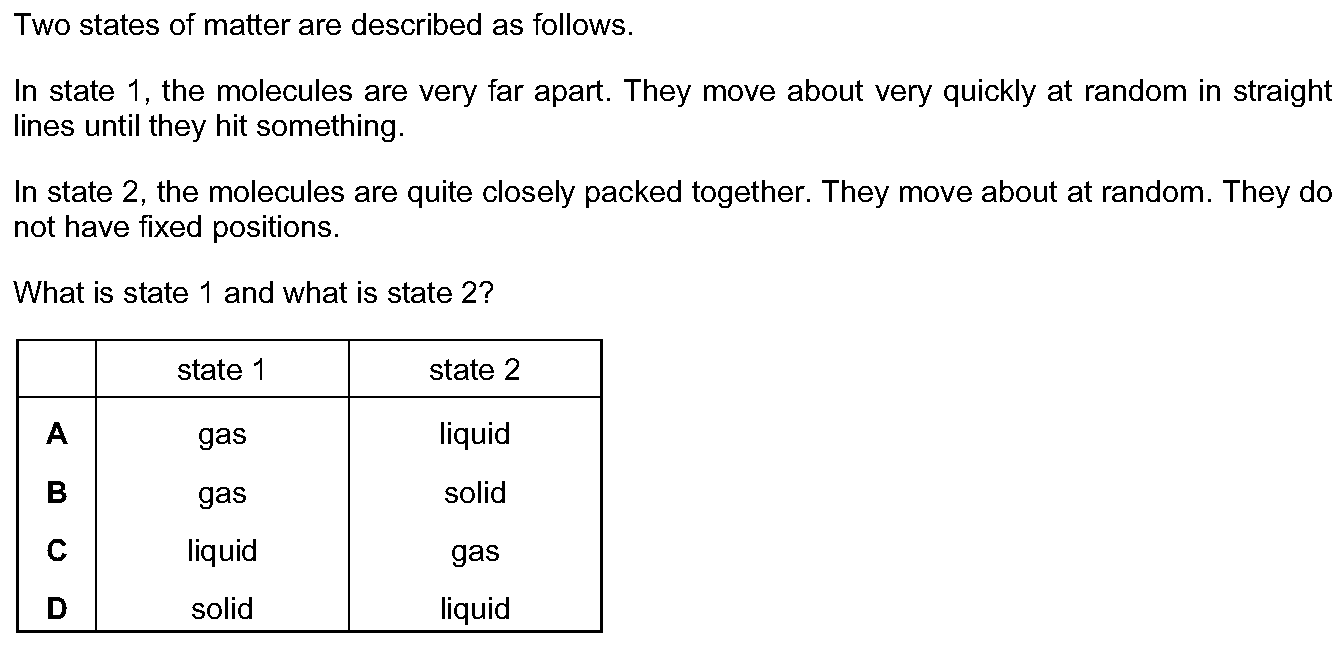 Two states of matter are described as follows.
In state 1, the molecules are very far apart. They move about very quickly at random in straight
lines until they hit something.
In state 2, the molecules are quite closely packed together. They move about at random. They do
not have fixed positions.
What is state 1 and what is state 2?
state 1 state 2
A gas liquid
B gas solid
C liquid gas
D solid liquid